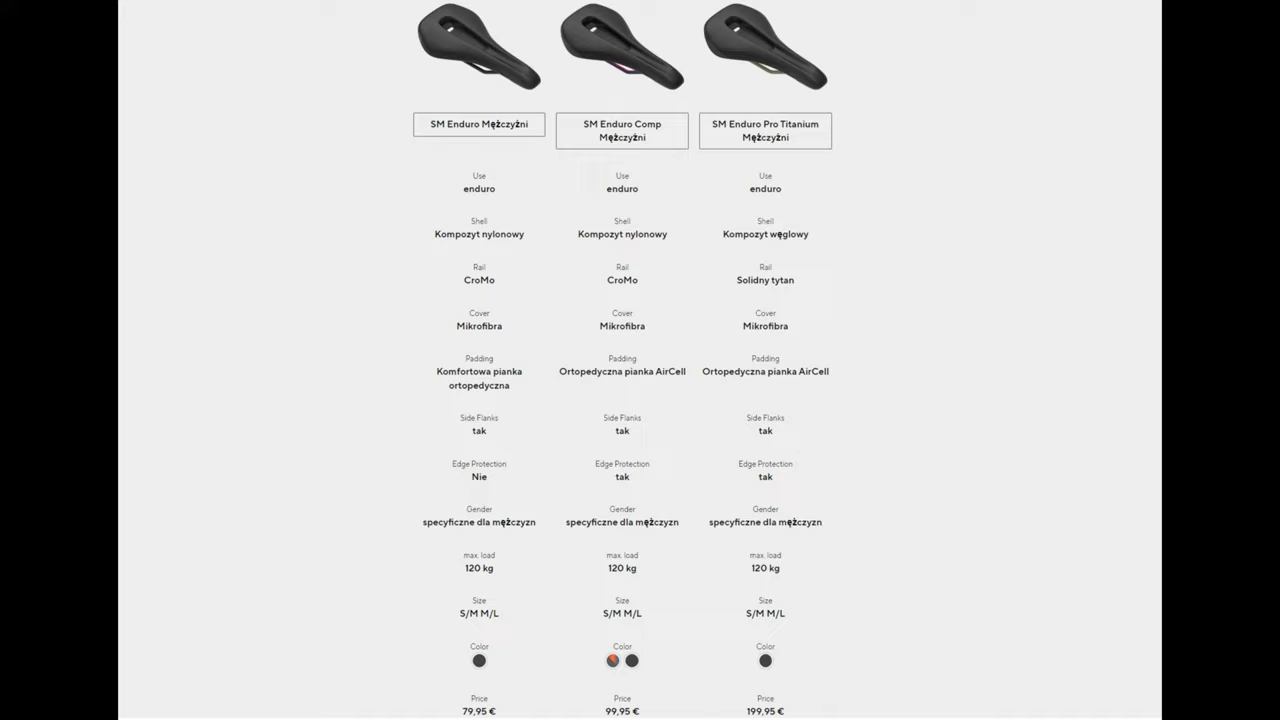 SM Enduro Mężczyżni
Use
enduro
Shell
Kompozyt nylonowy
Rail
CroMo
Cover
Mikrofibra
Padding
Komfortowa pianka
ortopedyczna
Side Flanks
tak
Edge Protection
Nie
Gender
specyficzne dla mężczyzn
max. load
120 kg
Size
S/M M/L
Color
Price
79,95 €
SM Enduro Comp
Mężczyżni
Use
enduro
Shell
Kompozyt nylonowy
Rail
CroMo
Cover
Mikrofibra
Padding
Ortopedyczna pianka AirCell
Side Flanks
tak
Edge Protection
tak
Gender
specyficzne dla mężczyzn
max. load
120 kg
Size
S/M M/L
Color
Price
99,95 €
SM Enduro Pro Titanium
Mężczyżni
Use
enduro
Shell
Kompozyt węglowy
Rail
Solidny tytan
Cover
Mikrofibra
Padding
Ortopedyczna pianka AirCell
Side Flanks
tak
Edge Protection
tak
Gender
specyficzne dla mężczyzn
max. load
120 kg
Size
S/M M/L
Color
Price
199,95 €